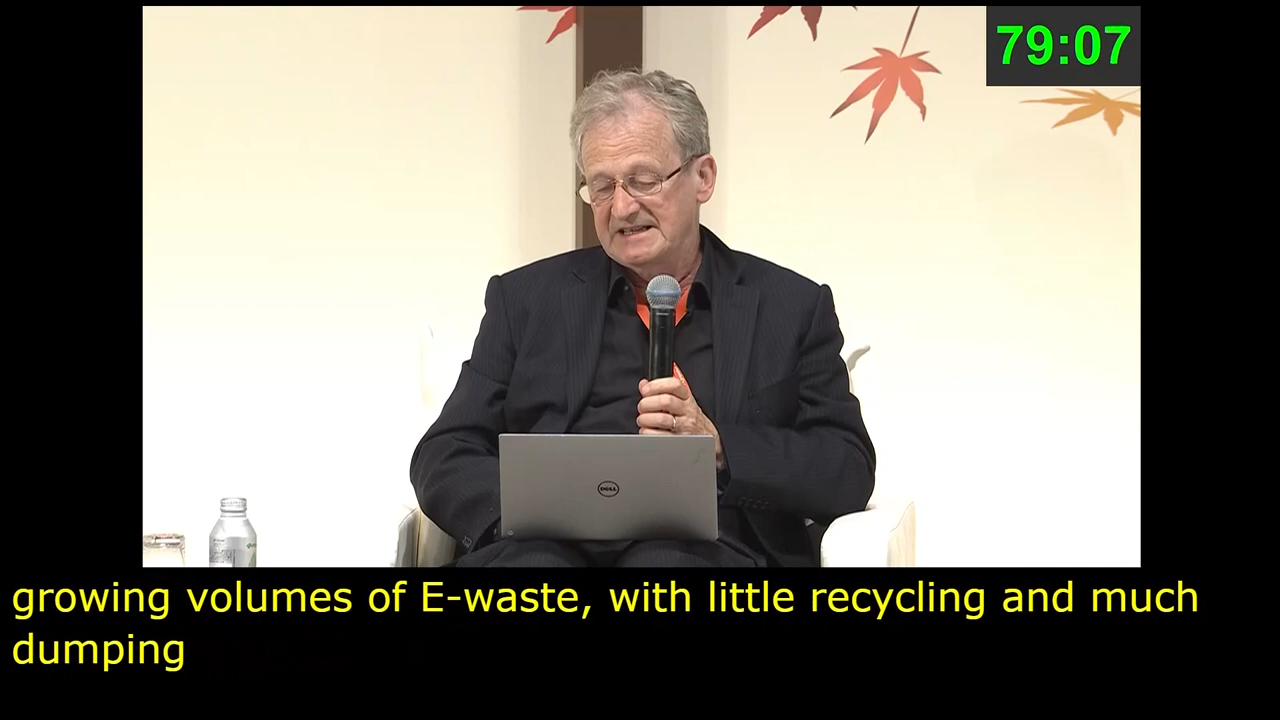 79:07
DELL
growing volumes of E-waste, with little recycling and much
dumping